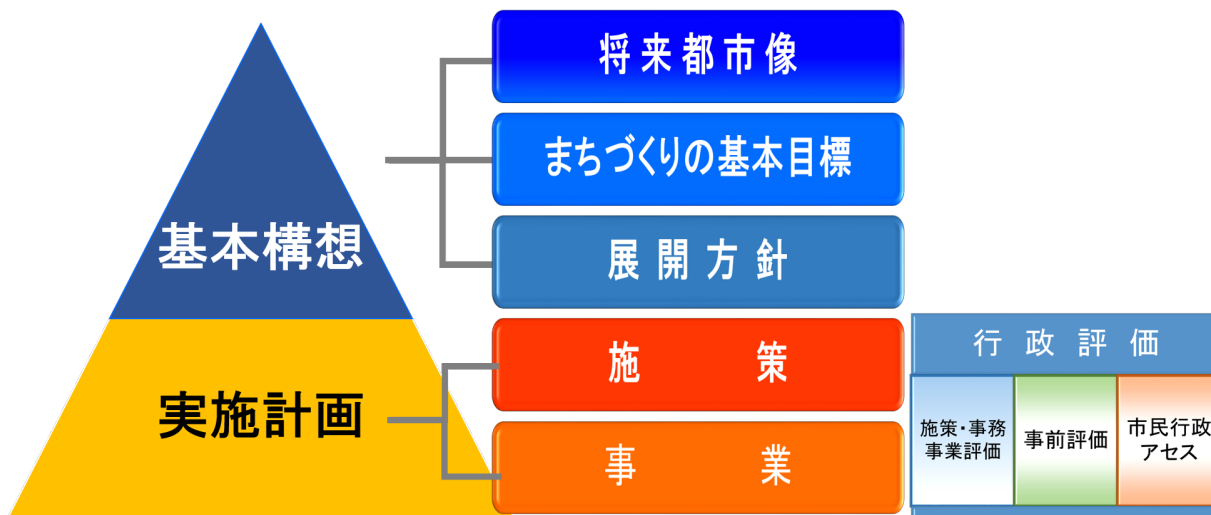 将来都市像
まちづくりの基本目標
基本構想
展開方針
施策
行政評価
実施計画
事業
施策・事務
事業評価
事前評価
市民行政
アセス